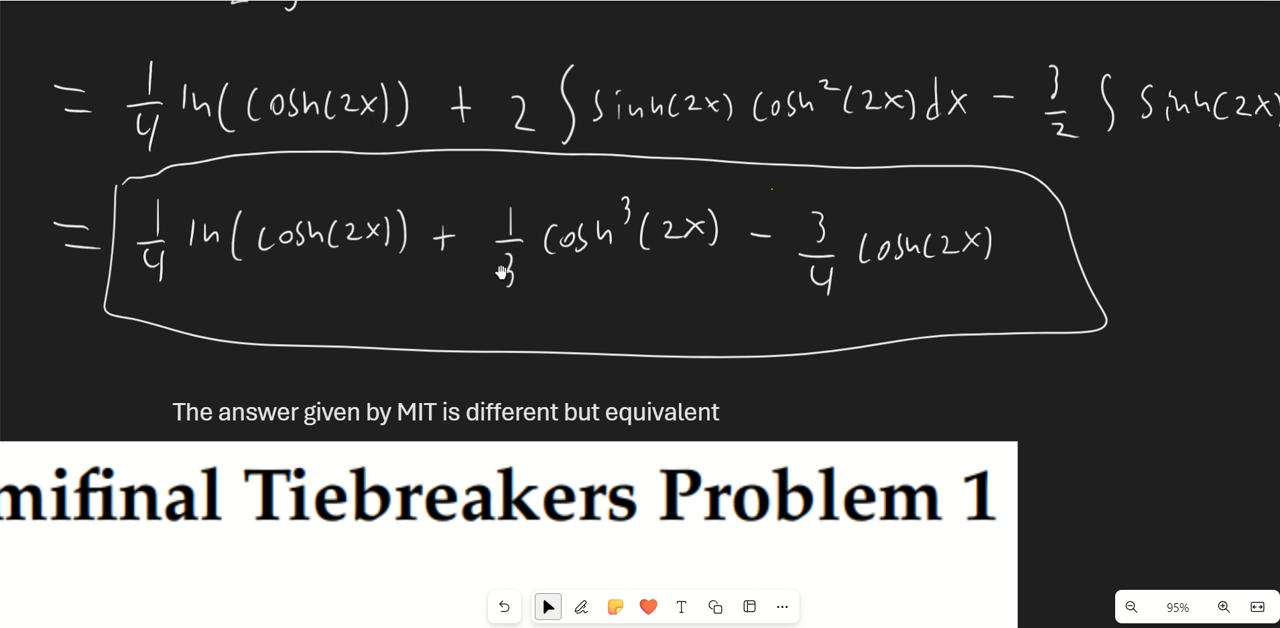 = 1/4 ln(cosh(2x)) + 2 ∫ sinh(2x) cosh²(2x) dx - 3/2 ∫ sinh(2x)
= 1/4 ln(cosh(2x)) + 1/3 cosh³(2x) - 3/4 cosh(2x)
The answer given by MIT is different but equivalent
mifinal Tiebreakers Problem 1
T
95%